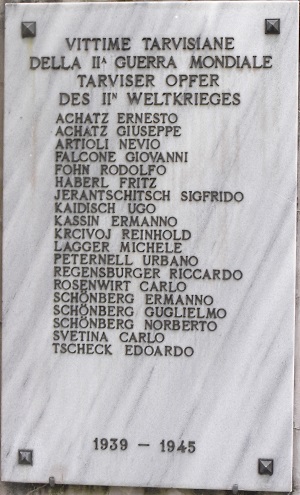 VITTIME TARVISIANE
DELLA IIᴬ GUERRA MONDIALE
TARVISER OPFER
DES IIᴺ WELTKRIEGES
ACHATZ ERNESTO
ACHATZ GIUSEPPE
ARTIOLI NEVIO
FALCONE GIOVANNI
FOHN RODOLFO
HABERL FRITZ
JERANTSCHITSCH SIGFRIDO
KAIDISCH UGO
KASSIN ERMANNO
KRCIVOJ REINHOLD
LAGGER MICHELE
PETERNELL URBANO
REGENSBURGER RICCARDO
ROSENWIRT CARLO
SCHÖNBERG ERMANNO
SCHÖNBERG GUGLIELMO
SCHÖNBERG NORBERTO
SVETINA CARLO
TSCHECK EDOARDO
1939 – 1945